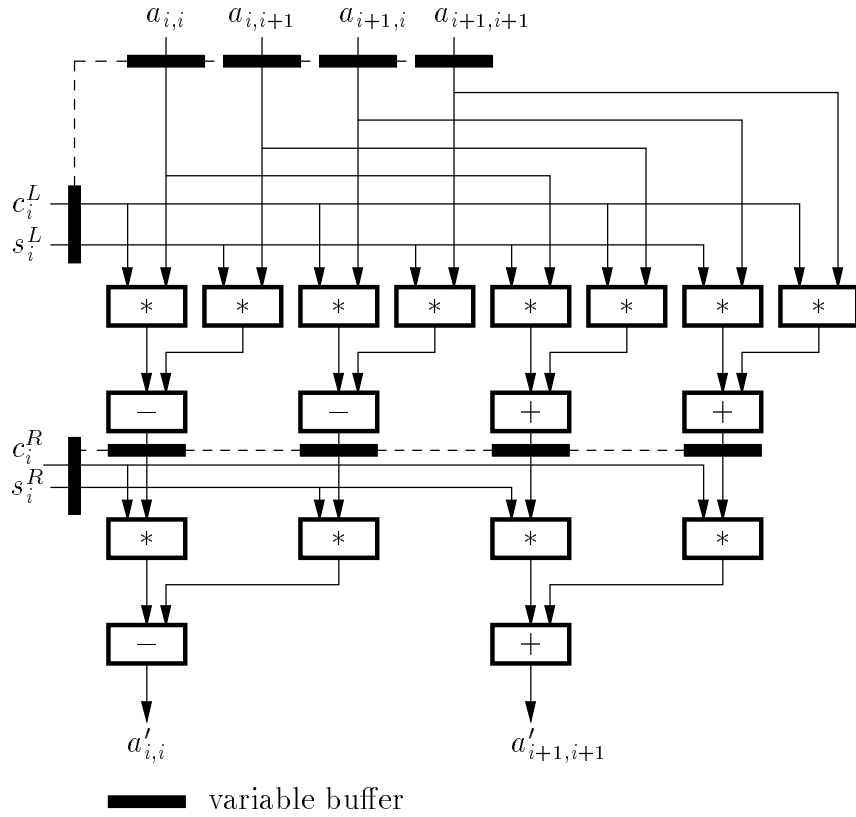 a_{i,i} a_{i,i+1} a_{i+1,i} a_{i+1,i+1}
c_i^L
s_i^L
* * * * * * * *
− − + +
c_i^R
s_i^R
* * * *
− +
a'_{i,i} a'_{i+1,i+1}
variable buffer